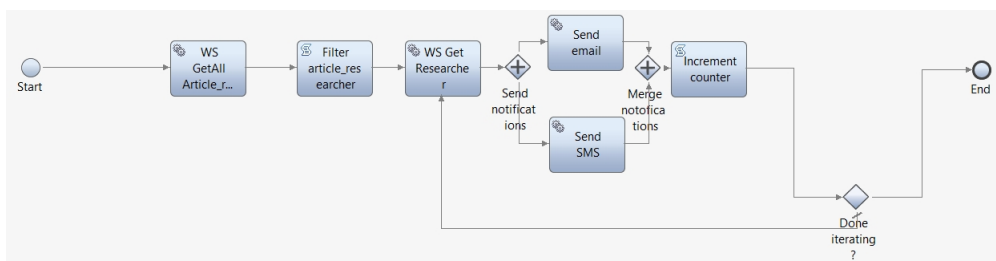 Start
WS
GetAll
Article_r...
Filter
article_res
earcher
WS Get
Researche
r
Send
notificat
ions
Send
email
Send
SMS
Merge
notofica
tions
Increment
counter
Done
iterating
?
End